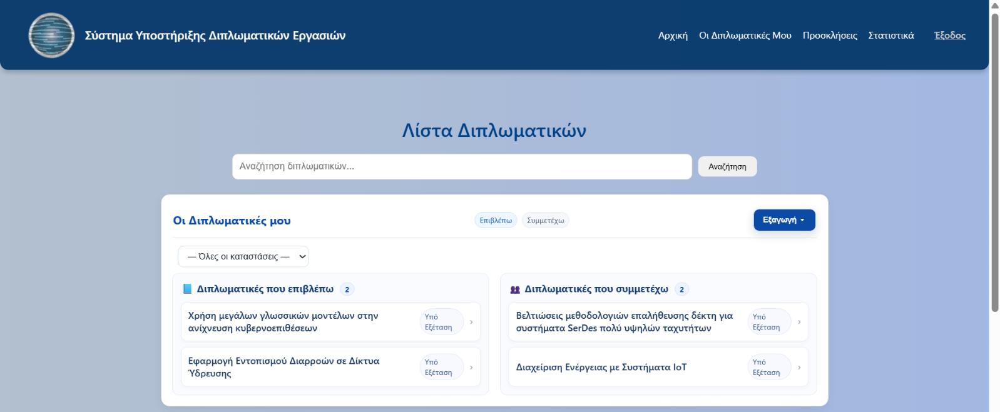 Σύστημα Υποστήριξης Διπλωματικών Εργασιών
Αρχική Οι Διπλωματικές Μου Προσκλήσεις Στατιστικά Έξοδος
Λίστα Διπλωματικών
Αναζήτηση διπλωματικών... Αναζήτηση
Οι Διπλωματικές μου Επιβλέπω Συμμετέχω Εξαγωγή
— Όλες οι καταστάσεις —
Διπλωματικές που επιβλέπω 2
Χρήση μεγάλων γλωσσικών μοντέλων στην
ανίχνευση κυβερνοεπιθέσεων
Υπό
Εξέταση
Εφαρμογή Εντοπισμού Διαρροών σε Δίκτυα
Ύδρευσης
Υπό
Εξέταση
Διπλωματικές που συμμετέχω 2
Βελτιώσεις μεθοδολογιών επαλήθευσης δέκτη για
συστήματα SerDes πολύ υψηλών ταχυτήτων
Υπό
Εξέταση
Διαχείριση Ενέργειας με Συστήματα IoT
Υπό
Εξέταση